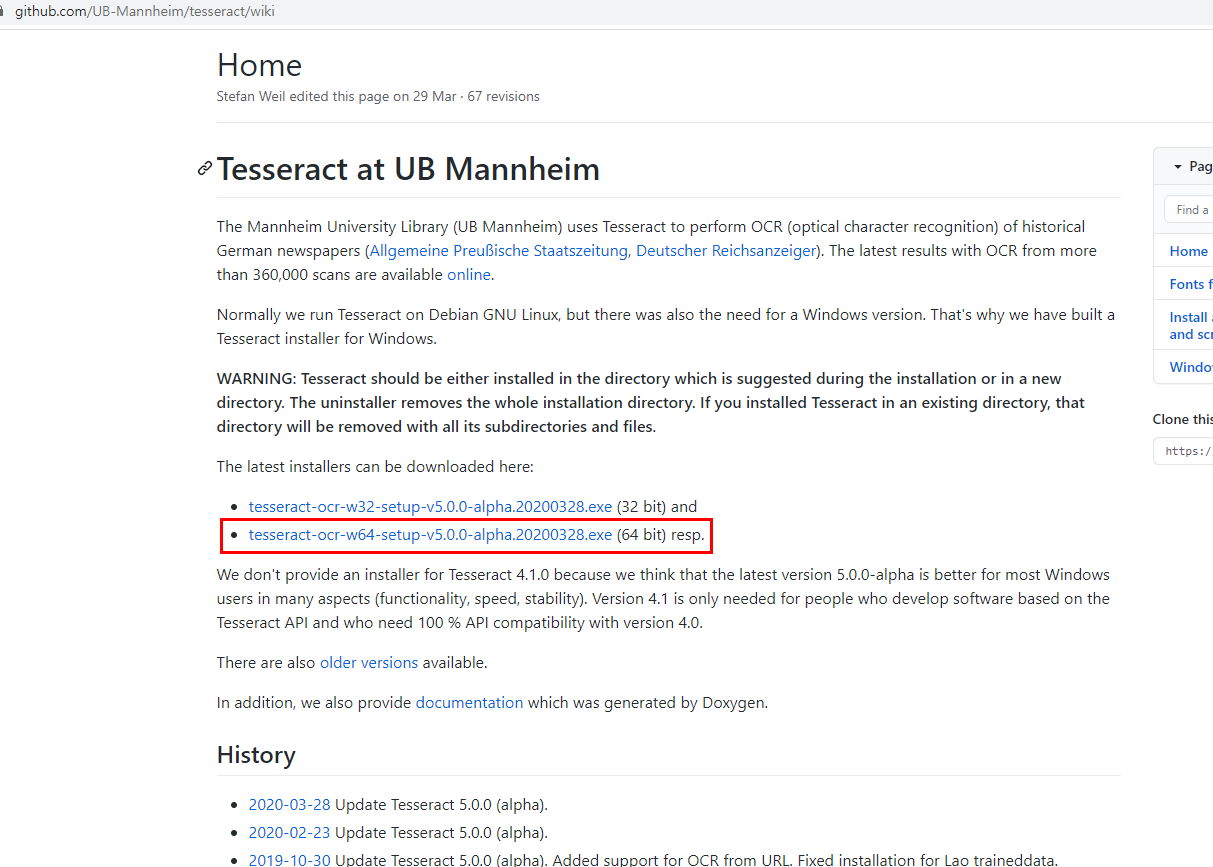 github.com/UB-Mannheim/tesseract/wiki
Home
Stefan Weil edited this page on 29 Mar · 67 revisions
Tesseract at UB Mannheim
The Mannheim University Library (UB Mannheim) uses Tesseract to perform OCR (optical character recognition) of historical
German newspapers (Allgemeine Preußische Staatszeitung, Deutscher Reichsanzeiger). The latest results with OCR from more
than 360,000 scans are available online.
Normally we run Tesseract on Debian GNU Linux, but there was also the need for a Windows version. That's why we have built a
Tesseract installer for Windows.
WARNING: Tesseract should be either installed in the directory which is suggested during the installation or in a new
directory. The uninstaller removes the whole installation directory. If you installed Tesseract in an existing directory, that
directory will be removed with all its subdirectories and files.
The latest installers can be downloaded here:
• tesseract-ocr-w32-setup-v5.0.0-alpha.20200328.exe (32 bit) and
• tesseract-ocr-w64-setup-v5.0.0-alpha.20200328.exe (64 bit) resp.
We don't provide an installer for Tesseract 4.1.0 because we think that the latest version 5.0.0-alpha is better for most Windows
users in many aspects (functionality, speed, stability). Version 4.1 is only needed for people who develop software based on the
Tesseract API and who need 100 % API compatibility with version 4.0.
There are also older versions available.
In addition, we also provide documentation which was generated by Doxygen.
History
• 2020-03-28 Update Tesseract 5.0.0 (alpha).
• 2020-02-23 Update Tesseract 5.0.0 (alpha).
• 2019-10-30 Update Tesseract 5.0.0 (alpha). Added support for OCR from URL. Fixed installation for Lao traineddata.
Pag
Find a
Home
Fonts f
Install a
and scr
Window
Clone this
https:/